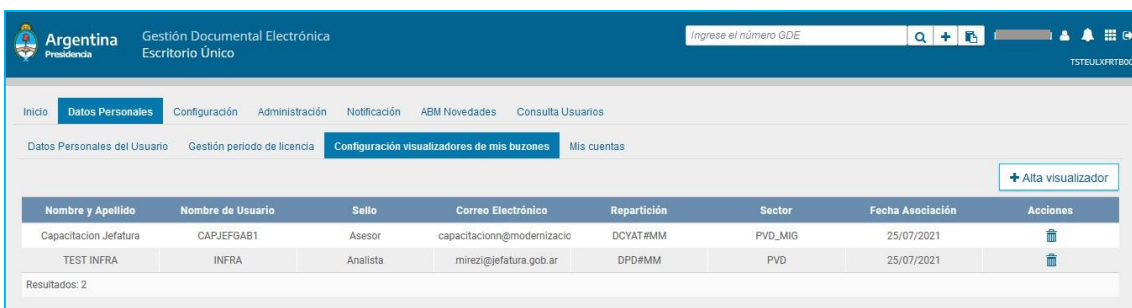 Argentina
Presidencia
Gestión Documental Electrónica
Escritorio Único
Ingrese el número GDE
TSTEULXFRTB00
Inicio Datos Personales Configuración Administración Notificación ABM Novedades Consulta Usuarios
Datos Personales del Usuario Gestión periodo de licencia Configuración visualizadores de mis buzones Mis cuentas
+ Alta visualizador
Nombre y Apellido Nombre de Usuario Sello Correo Electrónico Repartición Sector Fecha Asociación Acciones
Capacitacion Jefatura CAPJEFGAB1 Asesor capacitacionn@modernizacio DCYAT#MM PVD_MIG 25/07/2021
TEST INFRA INFRA Analista mirezi@jefatura.gob.ar DPD#MM PVD 25/07/2021
Resultados: 2